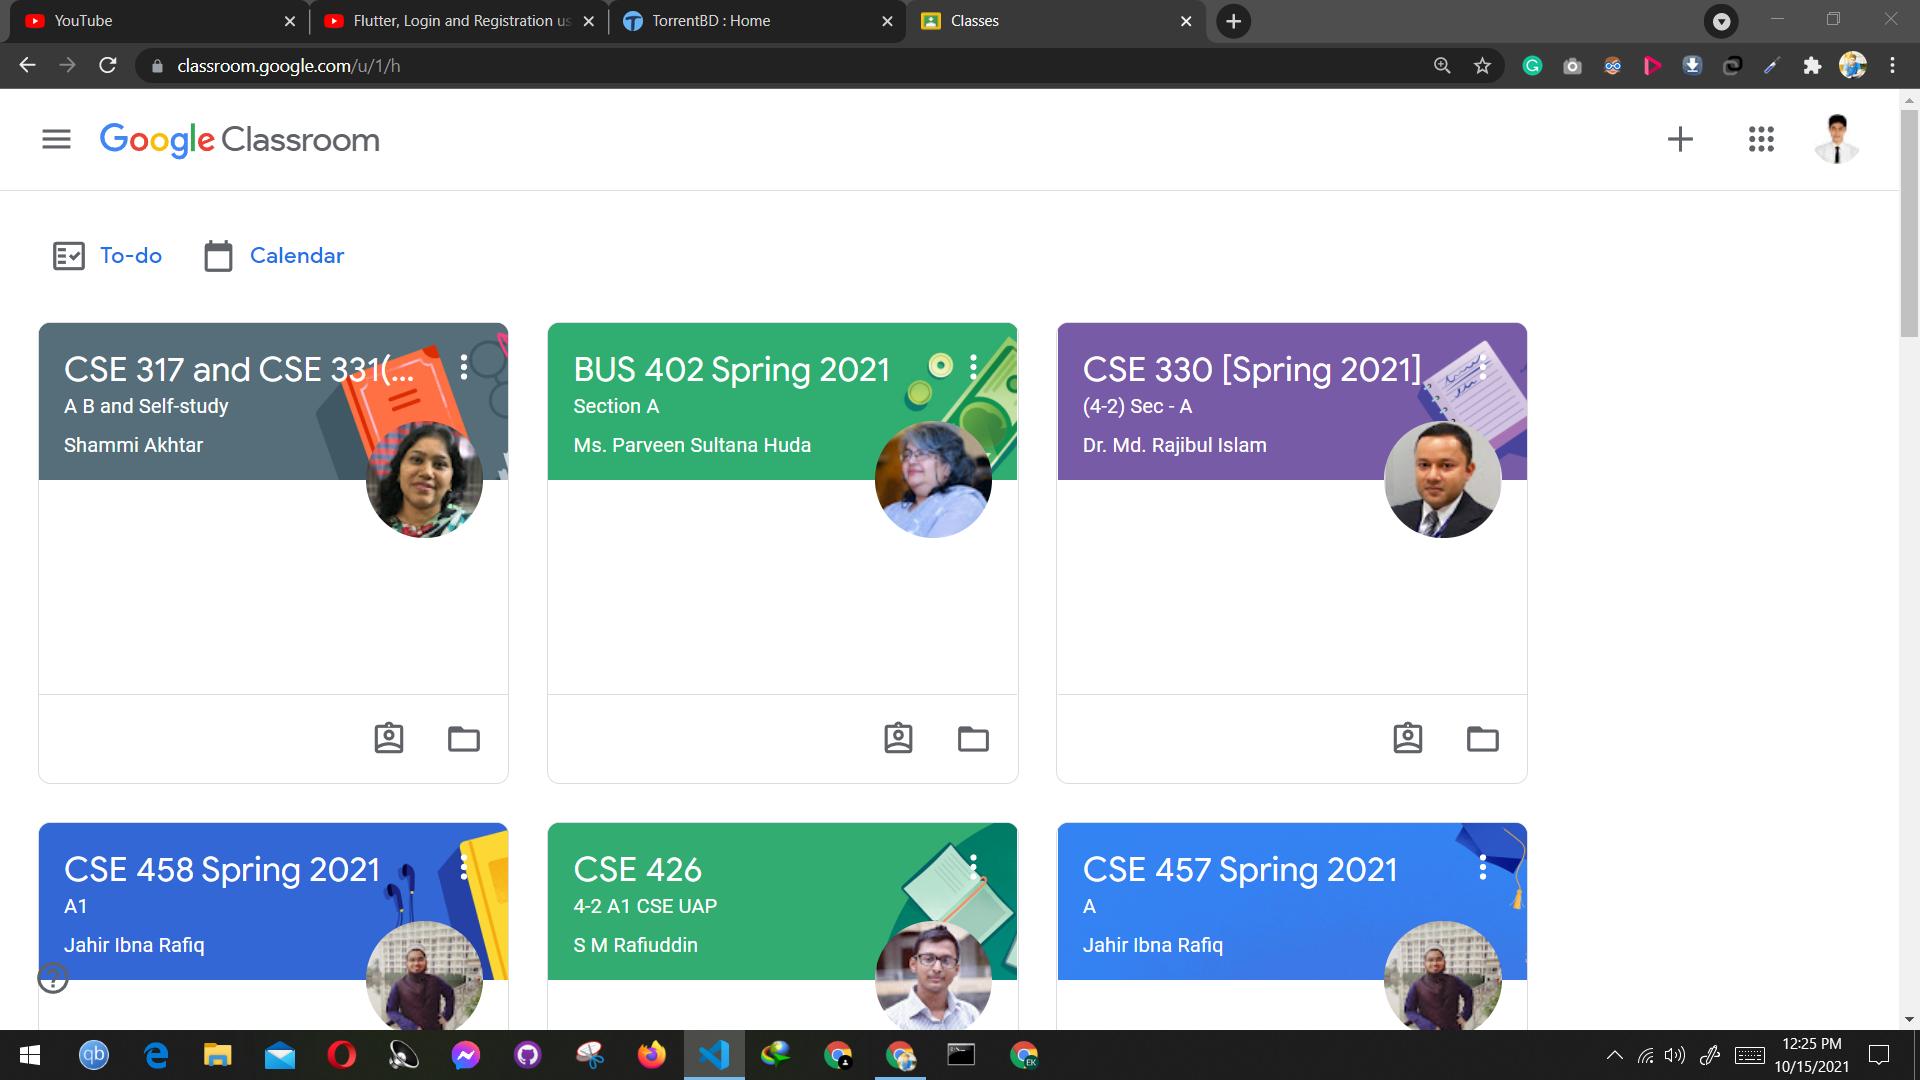 YouTube
Flutter, Login and Registration us
TorrentBD : Home
Classes
classroom.google.com/u/1/h
Google Classroom
To-do
Calendar
CSE 317 and CSE 331(...
A B and Self-study
Shammi Akhtar
BUS 402 Spring 2021
Section A
Ms. Parveen Sultana Huda
CSE 330 [Spring 2021]
(4-2) Sec - A
Dr. Md. Rajibul Islam
CSE 458 Spring 2021
A1
Jahir Ibna Rafiq
CSE 426
4-2 A1 CSE UAP
S M Rafiuddin
CSE 457 Spring 2021
A
Jahir Ibna Rafiq
qb
EK
12:25 PM
10/15/2021